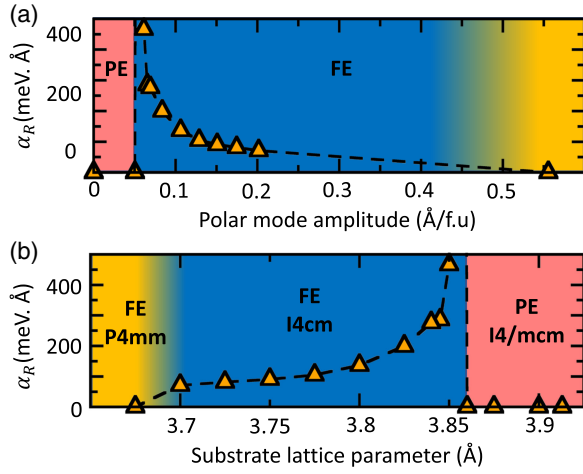 (a)
400
200
0
α_R (meV. Å)
PE
FE
0
0.1
0.2
0.3
0.4
0.5
Polar mode amplitude (Å/f.u)
(b)
400
200
0
α_R (meV. Å)
FE
P4mm
FE
I4cm
PE
I4/mcm
3.7
3.75
3.8
3.85
3.9
Substrate lattice parameter (Å)